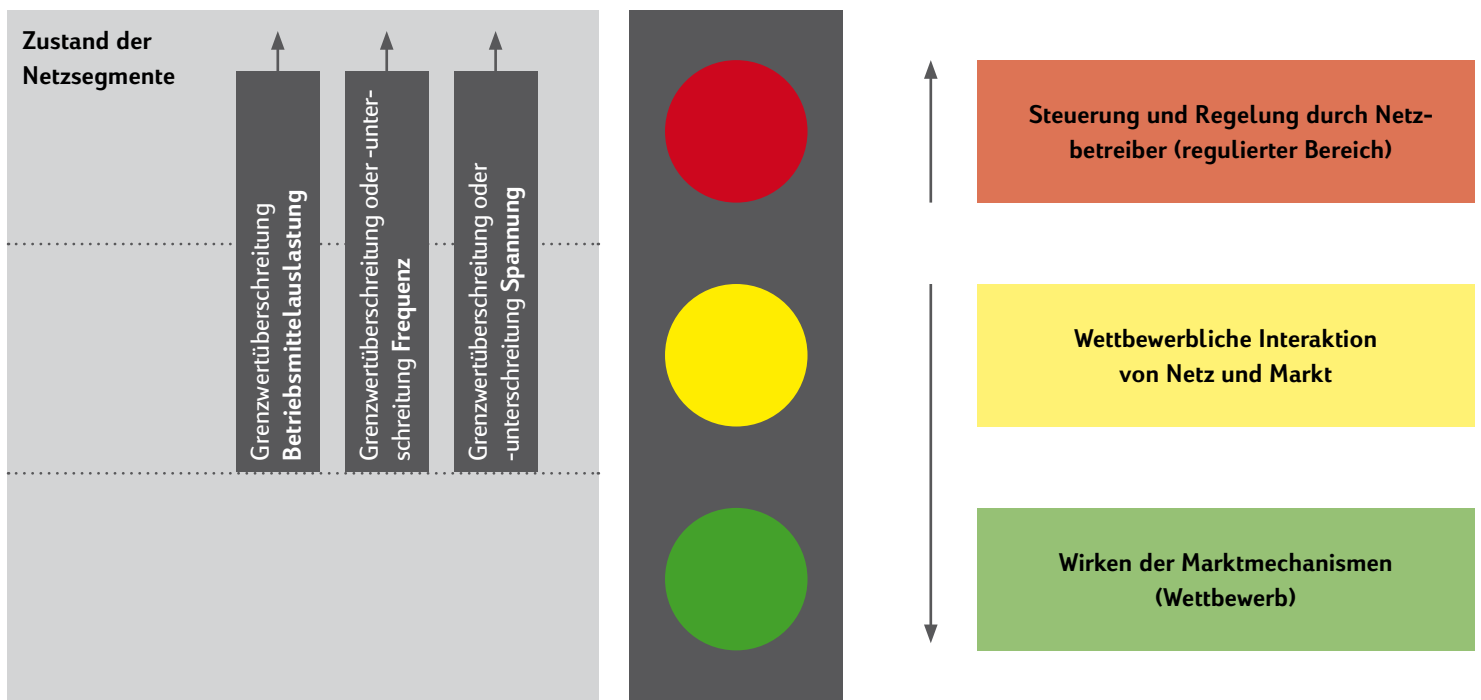 Zustand der
Netzsegmente
Grenzwertüberschreitung
Betriebsmittelauslastung
Grenzwertüberschreitung oder -unter-
schreitung Frequenz
Grenzwertüberschreitung oder
-unterschreitung Spannung
Steuerung und Regelung durch Netz-
betreiber (regulierter Bereich)
Wettbewerbliche Interaktion
von Netz und Markt
Wirken der Marktmechanismen
(Wettbewerb)